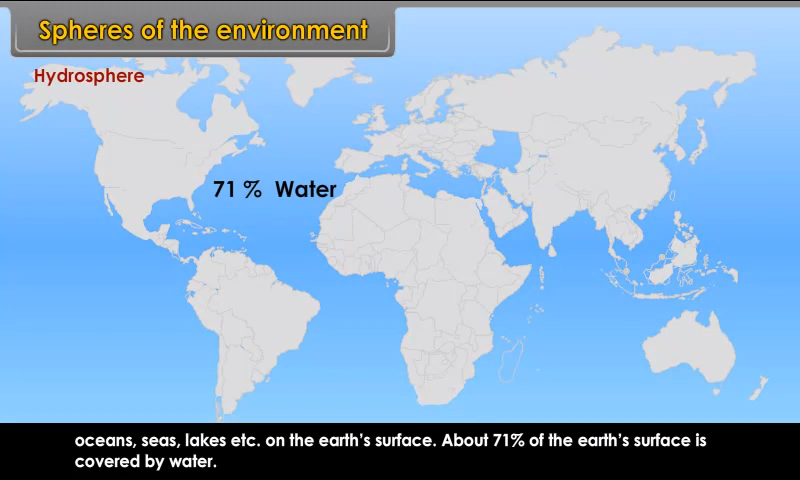 Spheres of the environment
Hydrosphere
71 % Water
oceans, seas, lakes etc. on the earth's surface. About 71% of the earth's surface is
covered by water.